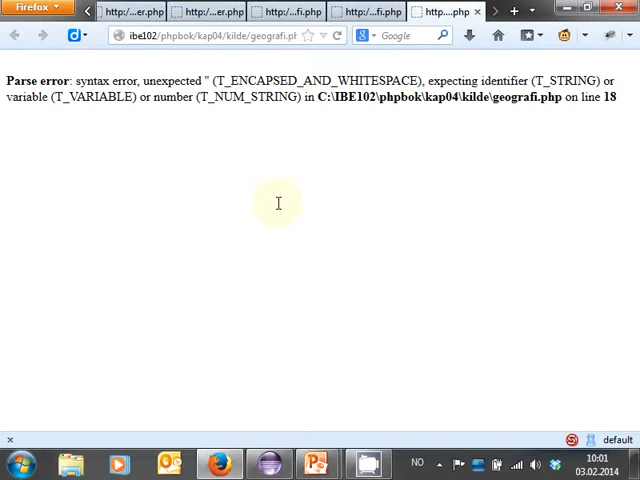 Firefox
http:/...er.php
http:/...er.php
http:/...fi.php
http:/...fi.php
http:....php
ibe102/phpbok/kap04/kilde/geografi.ph
Google
Parse error: syntax error, unexpected '' (T_ENCAPSED_AND_WHITESPACE), expecting identifier (T_STRING) or
variable (T_VARIABLE) or number (T_NUM_STRING) in C:\IBE102\phpbok\kap04\kilde\geografi.php on line 18
default
NO
10:01
03.02.2014